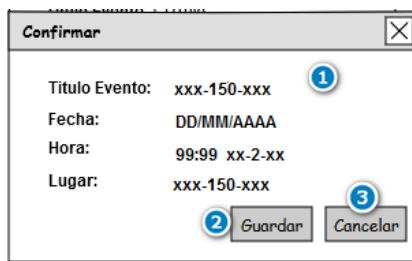 Confirmar
1
Titulo Evento: xxx-150-xxx
Fecha: DD/MM/AAAA
Hora: 99:99 xx-2-xx
Lugar: xxx-150-xxx
3
2 Guardar Cancelar